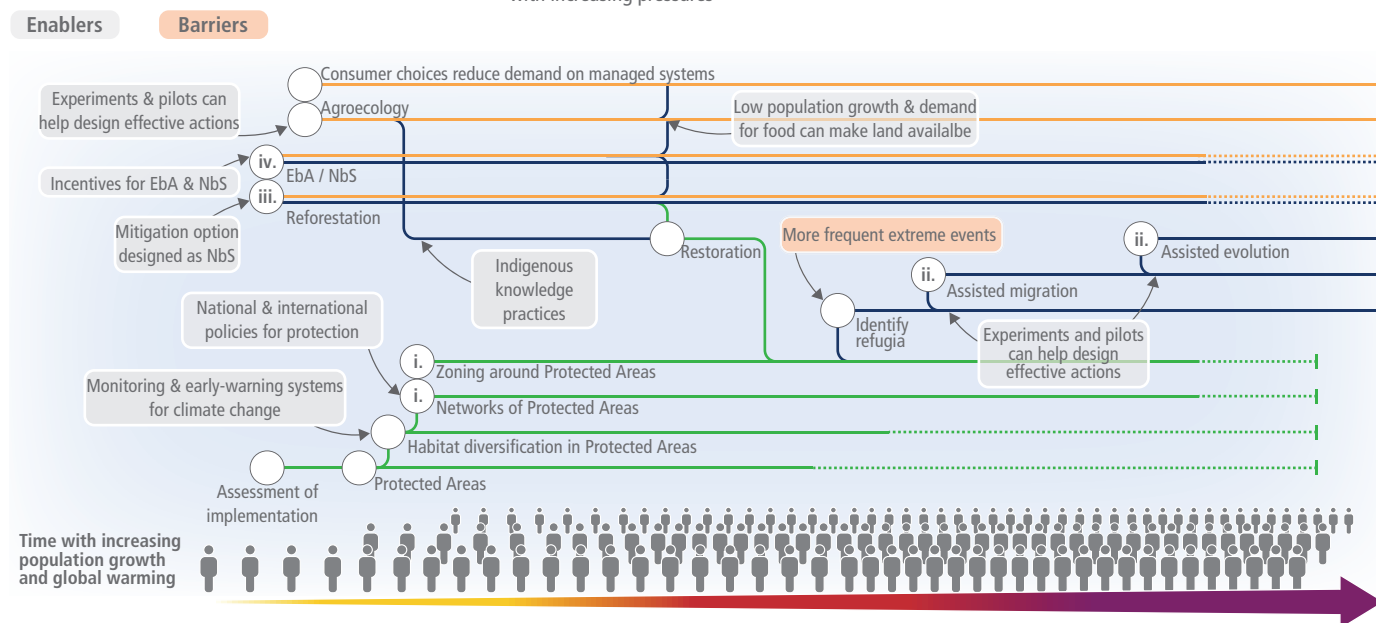 with increasing pressures
Enablers
Barriers
Consumer choices reduce demand on managed systems
Experiments & pilots can
help design effective actions
Agroecology
Low population growth & demand
for food can make land availalbe
iv.
EbA / NbS
Incentives for EbA & NbS
iii.
Reforestation
Mitigation option
designed as NbS
More frequent extreme events
ii.
Assisted evolution
Restoration
Indigenous
knowledge
practices
ii.
Assisted migration
National & international
policies for protection
Identify
refugia
Experiments and pilots
can help design
effective actions
i.
Zoning around Protected Areas
Monitoring & early-warning systems
for climate change
i.
Networks of Protected Areas
Habitat diversification in Protected Areas
Protected Areas
Assessment of
implementation
Time with increasing
population growth
and global warming